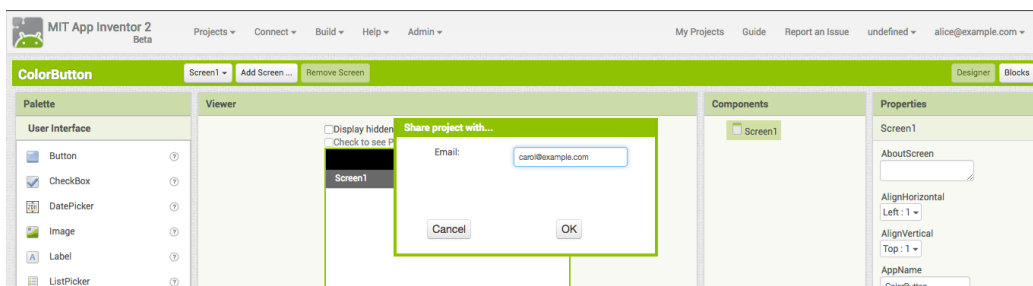 MIT App Inventor 2
Beta
Projects Connect Build Help Admin My Projects Guide Report an Issue undefined alice@example.com
ColorButton Screen1 Add Screen ... Remove Screen Designer Blocks
Palette Viewer Components Properties
User Interface
Display hidden
Share project with...
Screen1
Screen1
Check to see P
Button
Email:
carol@example.com
AboutScreen
CheckBox
Screen1
DatePicker
AlignHorizontal
Left : 1
Image
Cancel
OK
AlignVertical
Top : 1
Label
AppName
ListPicker
ColorButton